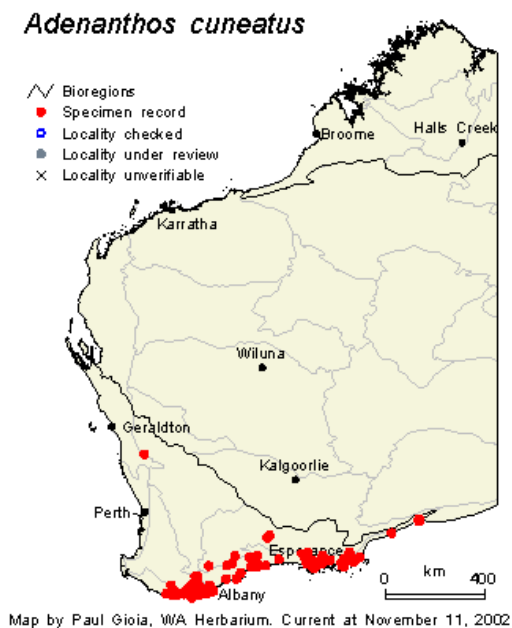 Adenanthos cuneatus
Bioregions
Specimen record
Locality checked
Locality under review
Locality unverifiable
Broome
Halls Creek
Karratha
Wiluna
Geraldton
Kalgoorlie
Perth
Esperance
Albany
km
0 400
Map by Paul Gioia, WA Herbarium. Current at November 11, 2002